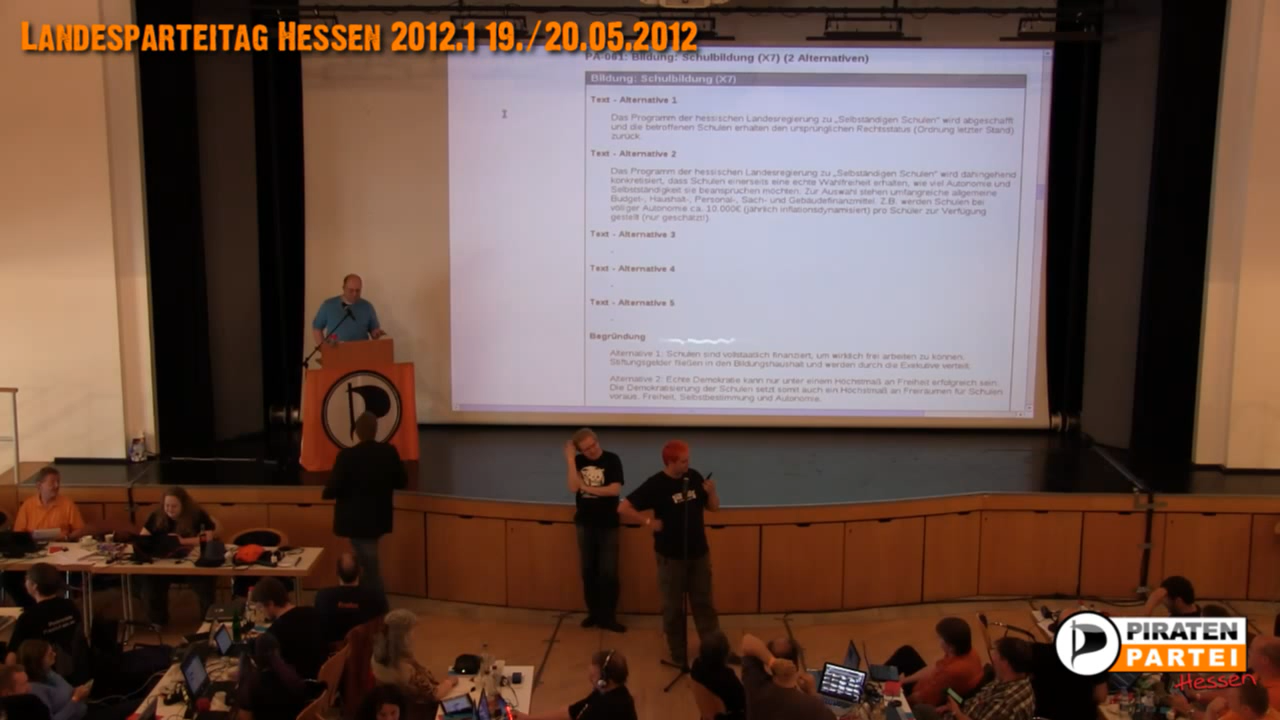 Landesparteitag Hessen 2012.1 19./20.05.2012
PA-061: Bildung: Schulbildung (X7) (2 Alternativen)
Bildung: Schulbildung (X7)
Text - Alternative 1
Das Programm der hessischen Landesregierung zu „Selbständigen Schulen" wird abgeschafft
und die betroffenen Schulen erhalten den ursprünglichen Rechtsstatus (Ordnung letzter Stand)
zurück.
Text - Alternative 2
Das Programm der hessischen Landesregierung zu „Selbständigen Schulen" wird dahingehend
konkretisiert, dass Schulen einerseits eine echte Wahlfreiheit erhalten, wie viel Autonomie und
Selbstständigkeit sie beanspruchen möchten. Zur Auswahl stehen umfangreiche allgemeine
Budget-, Haushalt-, Personal-, Sach- und Gebäudefinanzmittel. Z.B. werden Schulen bei
völliger Autonomie ca. 10.000€ (jährlich inflationsdynamisiert) pro Schüler zur Verfügung
gestellt (nur geschätzt!).
Text - Alternative 3
.
Text - Alternative 4
.
Text - Alternative 5
.
Begründung
Alternative 1: Schulen sind vollstaatlich finanziert, um wirklich frei arbeiten zu können.
Stiftungsgelder fließen in den Bildungshaushalt und werden durch die Exekutive verteilt.
Alternative 2: Echte Demokratie kann nur unter einem Höchstmaß an Freiheit erfolgreich sein.
Die Demokratisierung der Schulen setzt somit auch ein Höchstmaß an Freiräumen für Schulen
voraus. Freiheit, Selbstbestimmung und Autonomie.
PIRATEN
PARTEI
Hessen